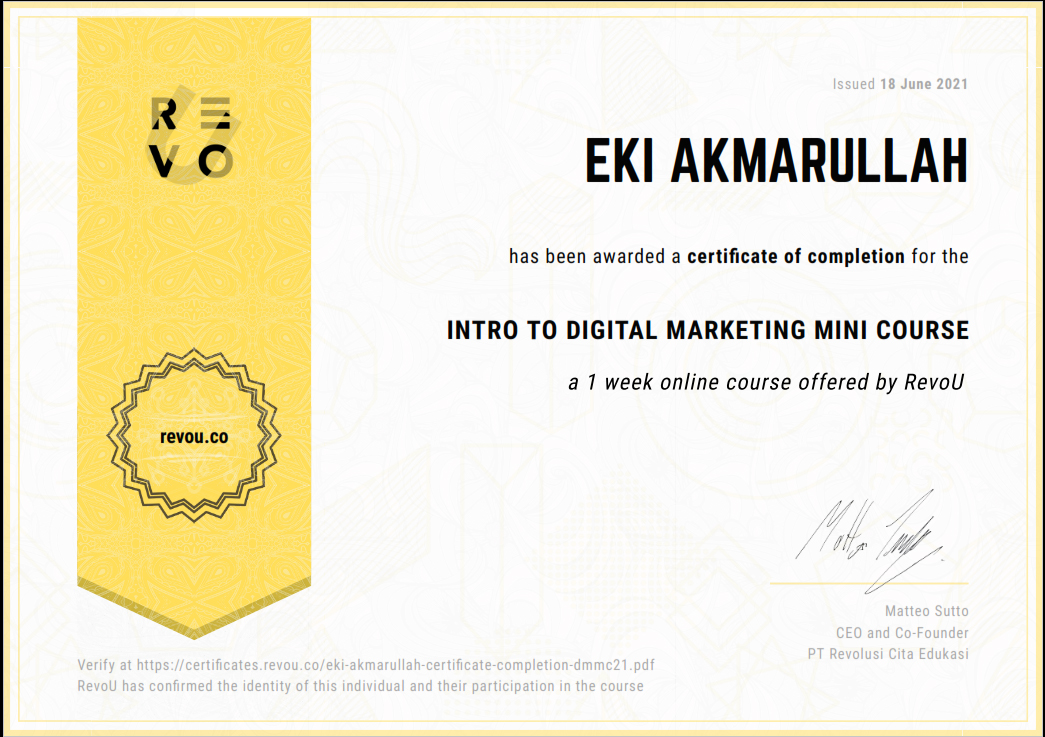 RE
VO
Issued 18 June 2021
EKI AKMARULLAH
has been awarded a certificate of completion for the
INTRO TO DIGITAL MARKETING MINI COURSE
a 1 week online course offered by RevoU
revou.co
Matteo Sutto
CEO and Co-Founder
PT Revolusi Cita Edukasi
Verify at https://certificates.revou.co/eki-akmarullah-certificate-completion-dmmc21.pdf
RevoU has confirmed the identity of this individual and their participation in the course